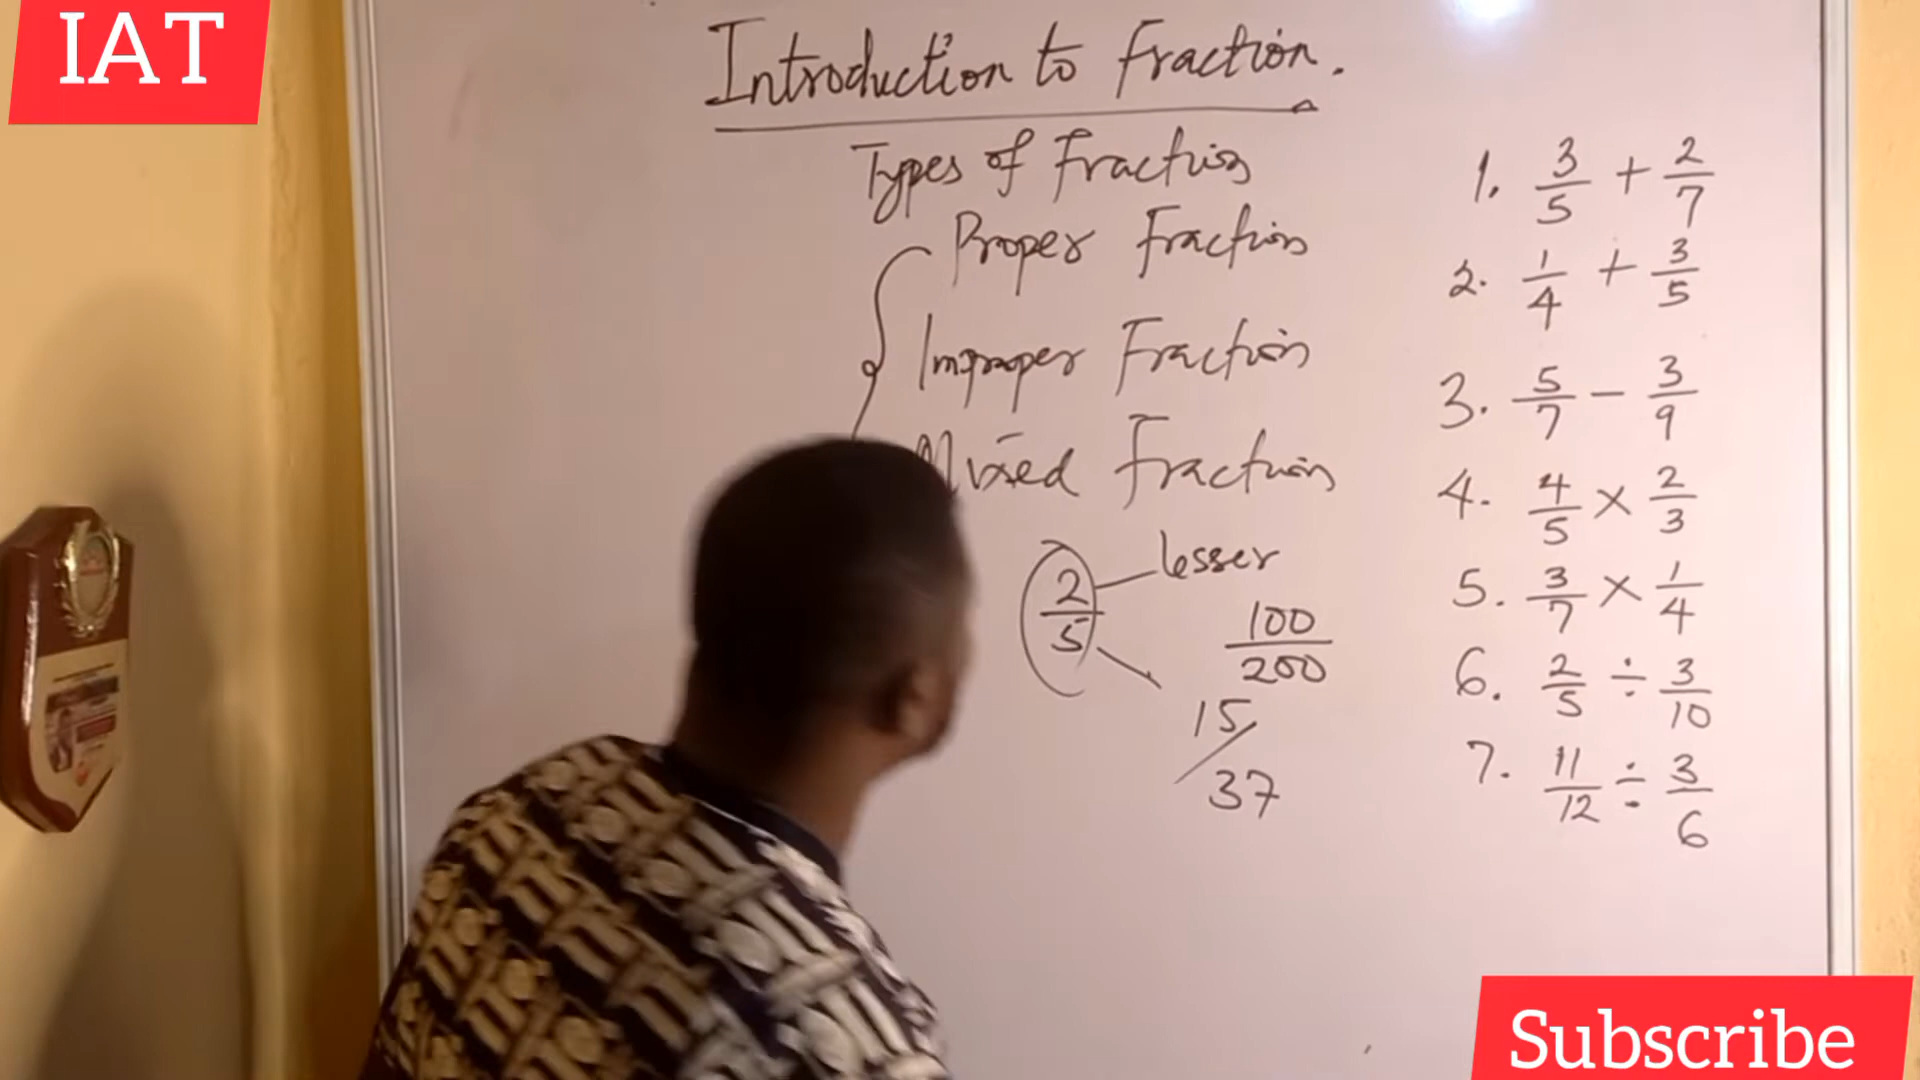 IAT
Introduction to Fraction.
Types of Fraction
Proper Fraction
Improper Fraction
Mixed Fraction
2/5 lesser
100/200
15/37
1. 3/5 + 2/7
2. 1/4 + 3/5
3. 5/7 - 3/9
4. 4/5 × 2/3
5. 3/7 × 1/4
6. 2/5 ÷ 3/10
7. 11/12 ÷ 3/6
Subscribe